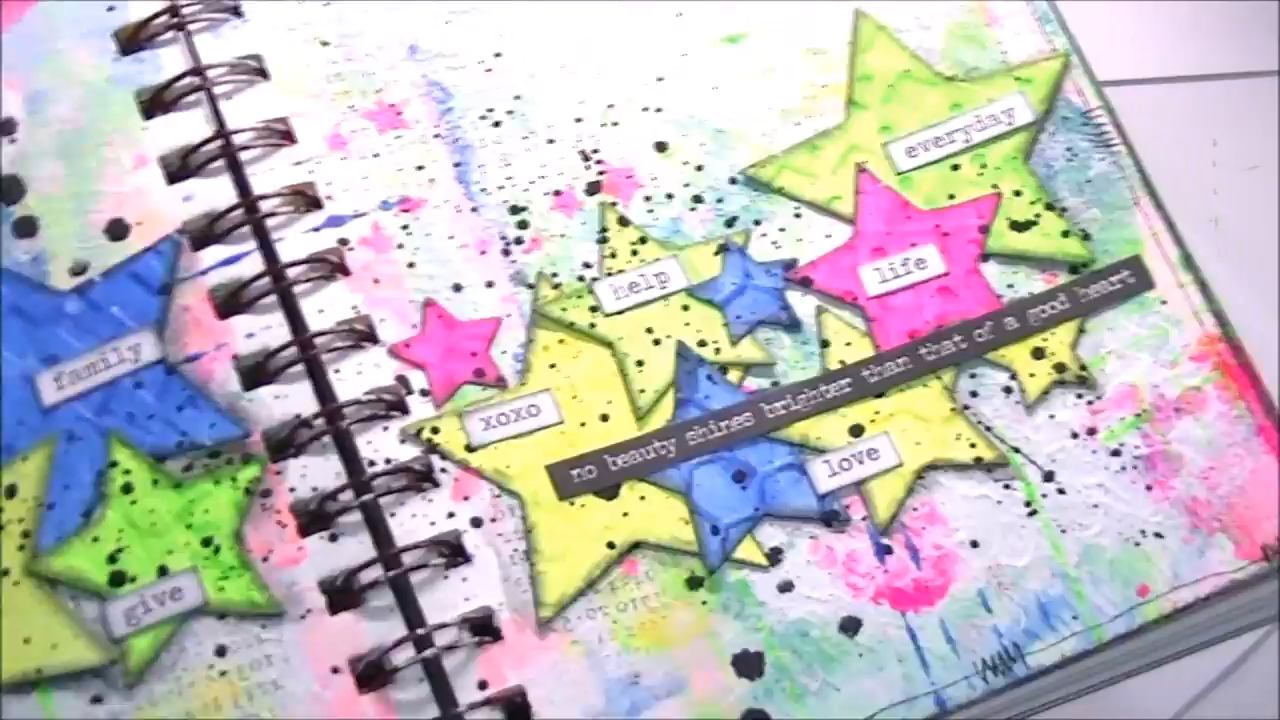 family
give
everyday
life
help
xoxo
no beauty shines brighter than that of a good heart
love